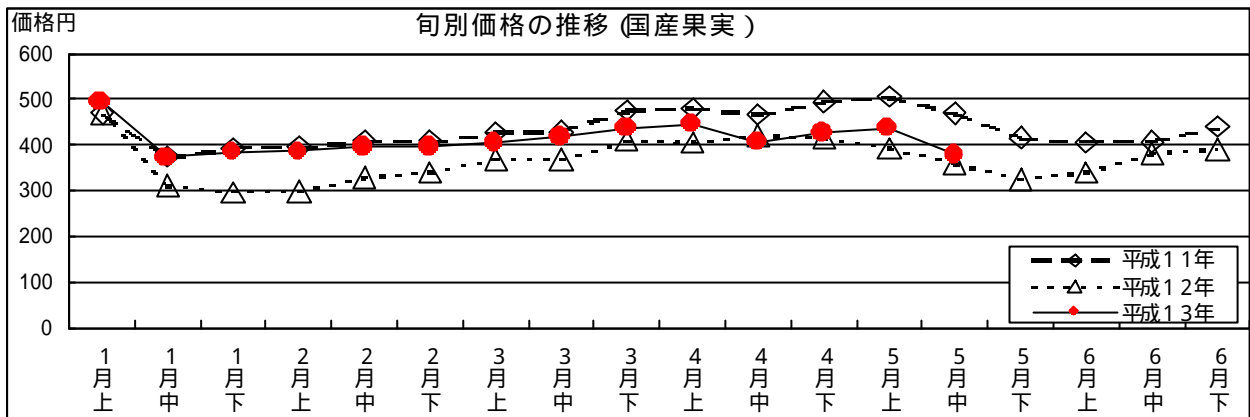 価格円
旬別価格の推移(国産果実)
600
500
400
300
200
100
0
平成11年
平成12年
平成13年
1月上
1月中
1月下
2月上
2月中
2月下
3月上
3月中
3月下
4月上
4月中
4月下
5月上
5月中
5月下
6月上
6月中
6月下